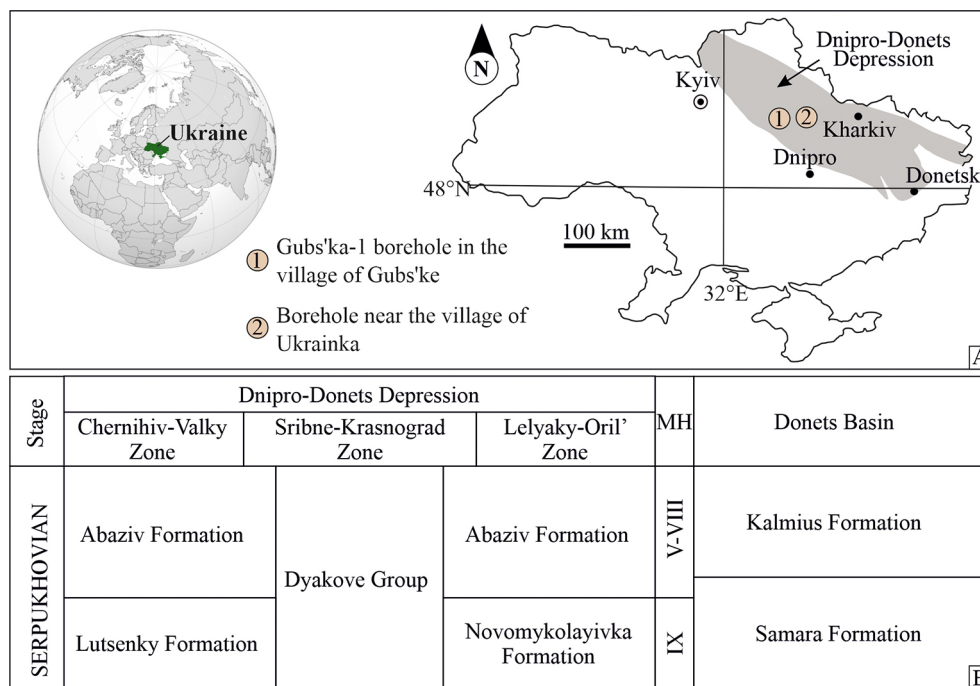 Ukraine
N
Kyiv
Dnipro-Donets
Depression
1
2
Kharkiv
Dnipro
Donetsk
48°N
100 km
32°E
1
Gubs'ka-1 borehole in the
village of Gubs'ke
2
Borehole near the village of
Ukrainka
A
Stage
Dnipro-Donets Depression
MH
Donets Basin
Chernihiv-Valky
Zone
Sribne-Krasnograd
Zone
Lelyaky-Oril’
Zone
SERPUKHOVIAN
Abaziv Formation
Dyakove Group
Abaziv Formation
V-VIII
Kalmius Formation
Lutsenky Formation
Novomykolayivka
Formation
IX
Samara Formation